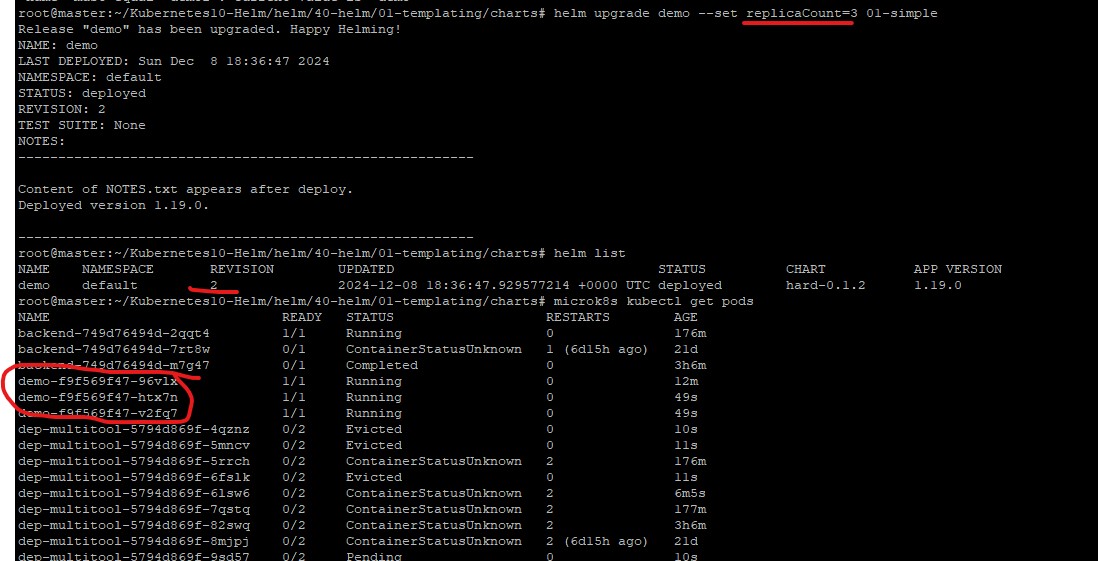 root@master:~/Kubernetes10-Helm/helm/40-helm/01-templating/charts# helm upgrade demo --set replicaCount=3 01-simple
Release "demo" has been upgraded. Happy Helming!
NAME: demo
LAST DEPLOYED: Sun Dec  8 18:36:47 2024
NAMESPACE: default
STATUS: deployed
REVISION: 2
TEST SUITE: None
NOTES:
---------------------------------------------------------
Content of NOTES.txt appears after deploy.
Deployed version 1.19.0.
---------------------------------------------------------
root@master:~/Kubernetes10-Helm/helm/40-helm/01-templating/charts# helm list
NAME    NAMESPACE       REVISION        UPDATED                                 STATUS          CHART           APP VERSION
demo    default         2               2024-12-08 18:36:47.929577214 +0000 UTC deployed        hard-0.1.2      1.19.0
root@master:~/Kubernetes10-Helm/helm/40-helm/01-templating/charts# microk8s kubectl get pods
NAME                             READY   STATUS                   RESTARTS        AGE
backend-749d76494d-2qqt4         1/1     Running                  0               176m
backend-749d76494d-7rt8w         0/1     ContainerStatusUnknown   1 (6d15h ago)   21d
backend-749d76494d-m7g47         0/1     Completed                0               3h6m
demo-f9f569f47-96vlx             1/1     Running                  0               12m
demo-f9f569f47-htx7n             1/1     Running                  0               49s
demo-f9f569f47-v2fq7             1/1     Running                  0               49s
dep-multitool-5794d869f-4qznz    0/2     Evicted                  0               10s
dep-multitool-5794d869f-5mncv    0/2     Evicted                  0               11s
dep-multitool-5794d869f-5rrch    0/2     ContainerStatusUnknown   2               176m
dep-multitool-5794d869f-6fslk    0/2     Evicted                  0               11s
dep-multitool-5794d869f-6lsw6    0/2     ContainerStatusUnknown   2               6m5s
dep-multitool-5794d869f-7qstq    0/2     ContainerStatusUnknown   2               177m
dep-multitool-5794d869f-82swq    0/2     ContainerStatusUnknown   2               3h6m
dep-multitool-5794d869f-8mjpj    0/2     ContainerStatusUnknown   2 (6d15h ago)   21d
dep-multitool-5794d869f-9sd57    0/2     Pending                  0               10s